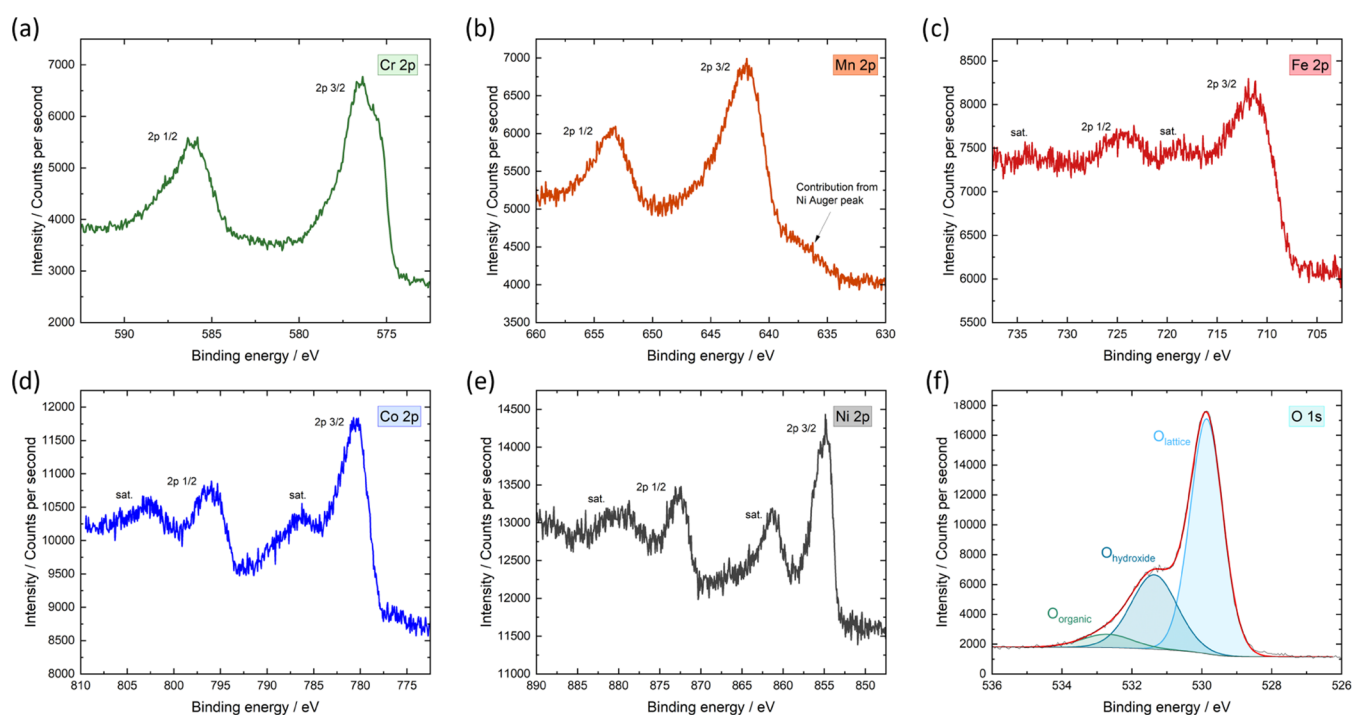 (a)
Cr 2p
2p 3/2
2p 1/2
7000
6000
5000
4000
3000
2000
Intensity / Counts per second
590
585
580
575
Binding energy / eV
(b)
Mn 2p
2p 3/2
2p 1/2
Contribution from
Ni Auger peak
7000
6500
6000
5500
5000
4500
4000
3500
Intensity / Counts per second
660
655
650
645
640
635
630
Binding energy / eV
(c)
Fe 2p
2p 3/2
sat.
2p 1/2
sat.
8500
8000
7500
7000
6500
6000
5500
Intensity / Counts per second
735
730
725
720
715
710
705
Binding energy / eV
(d)
Co 2p
2p 3/2
sat.
2p 1/2
sat.
12000
11500
11000
10500
10000
9500
9000
8500
8000
Intensity / Counts per second
810
805
800
795
790
785
780
775
Binding energy / eV
(e)
Ni 2p
2p 3/2
sat.
2p 1/2
sat.
14500
14000
13500
13000
12500
12000
11500
11000
Intensity / Counts per second
890
885
880
875
870
865
860
855
850
Binding energy / eV
(f)
O 1s
Olattice
Ohydroxide
Oorganic
18000
16000
14000
12000
10000
8000
6000
4000
2000
0
Intensity / Counts per second
536
534
532
530
528
526
Binding energy / eV